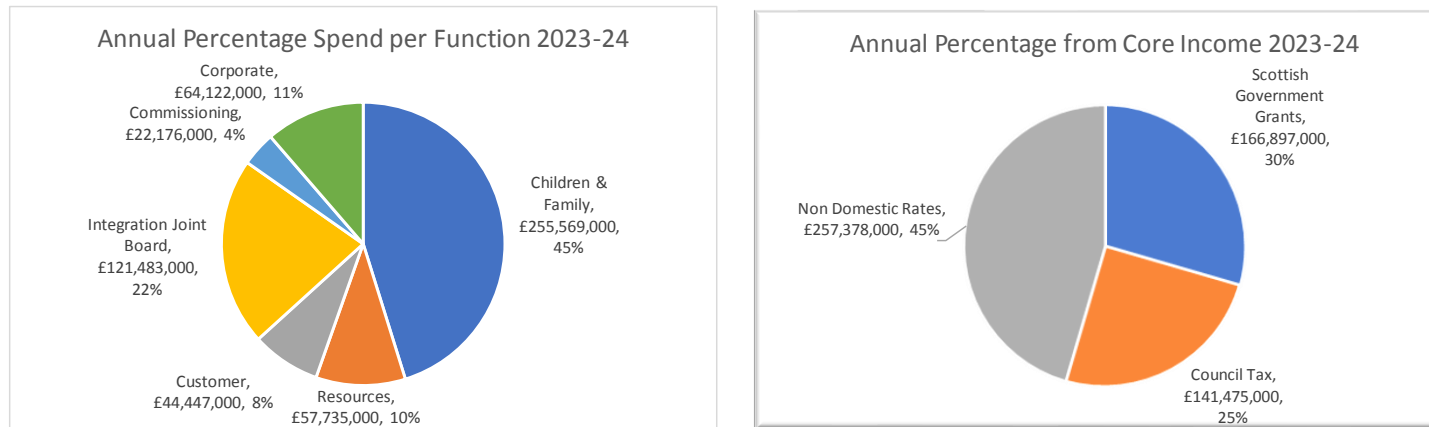 Annual Percentage Spend per Function 2023-24
Corporate,
£64,122,000, 11%
Commissioning,
£22,176,000, 4%
Integration Joint
Board,
£121,483,000,
22%
Customer,
£44,447,000, 8%
Resources,
£57,735,000, 10%
Children &
Family,
£255,569,000,
45%
Annual Percentage from Core Income 2023-24
Scottish
Government
Grants,
£166,897,000,
30%
Non Domestic Rates,
£257,378,000, 45%
Council Tax,
£141,475,000,
25%